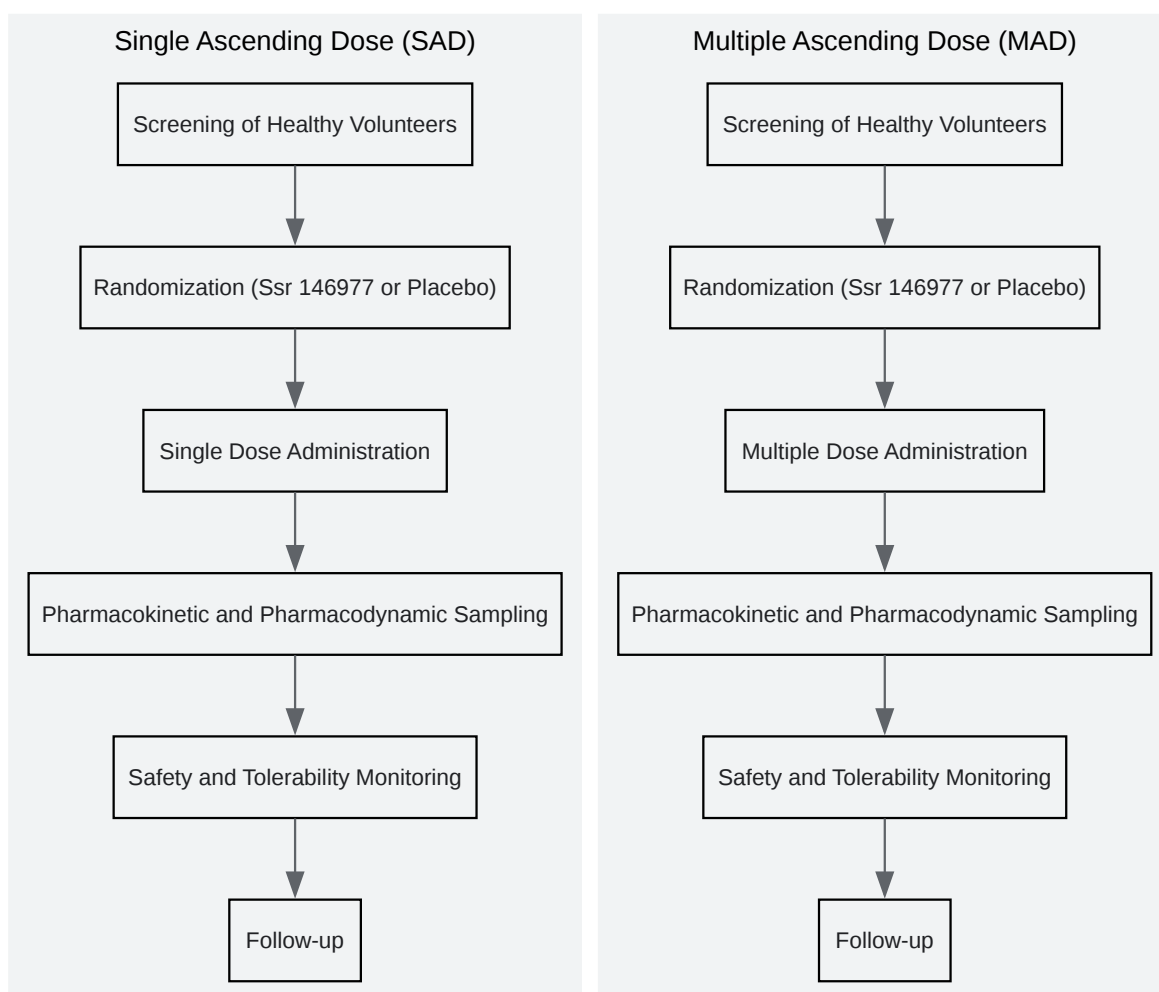 Single Ascending Dose (SAD)
Screening of Healthy Volunteers
Randomization (Ssr 146977 or Placebo)
Single Dose Administration
Pharmacokinetic and Pharmacodynamic Sampling
Safety and Tolerability Monitoring
Follow-up
Multiple Ascending Dose (MAD)
Screening of Healthy Volunteers
Randomization (Ssr 146977 or Placebo)
Multiple Dose Administration
Pharmacokinetic and Pharmacodynamic Sampling
Safety and Tolerability Monitoring
Follow-up